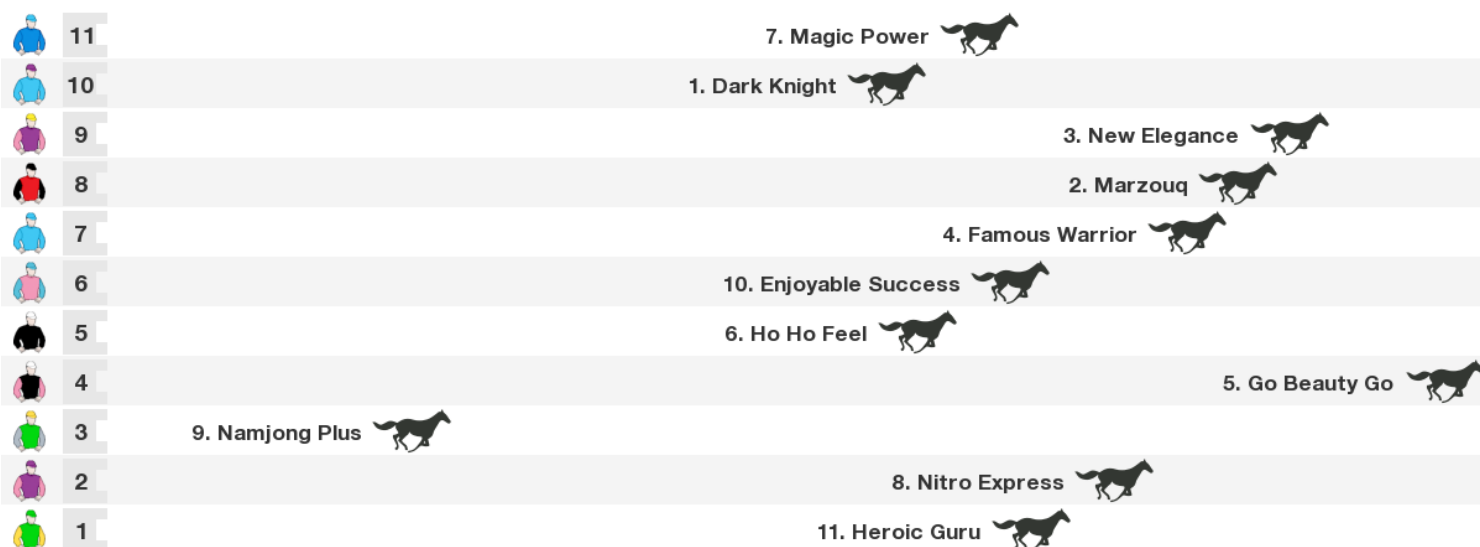 11 7. Magic Power
10 1. Dark Knight
9 3. New Elegance
8 2. Marzouq
7 4. Famous Warrior
6 10. Enjoyable Success
5 6. Ho Ho Feel
4 5. Go Beauty Go
3 9. Namjong Plus
2 8. Nitro Express
1 11. Heroic Guru